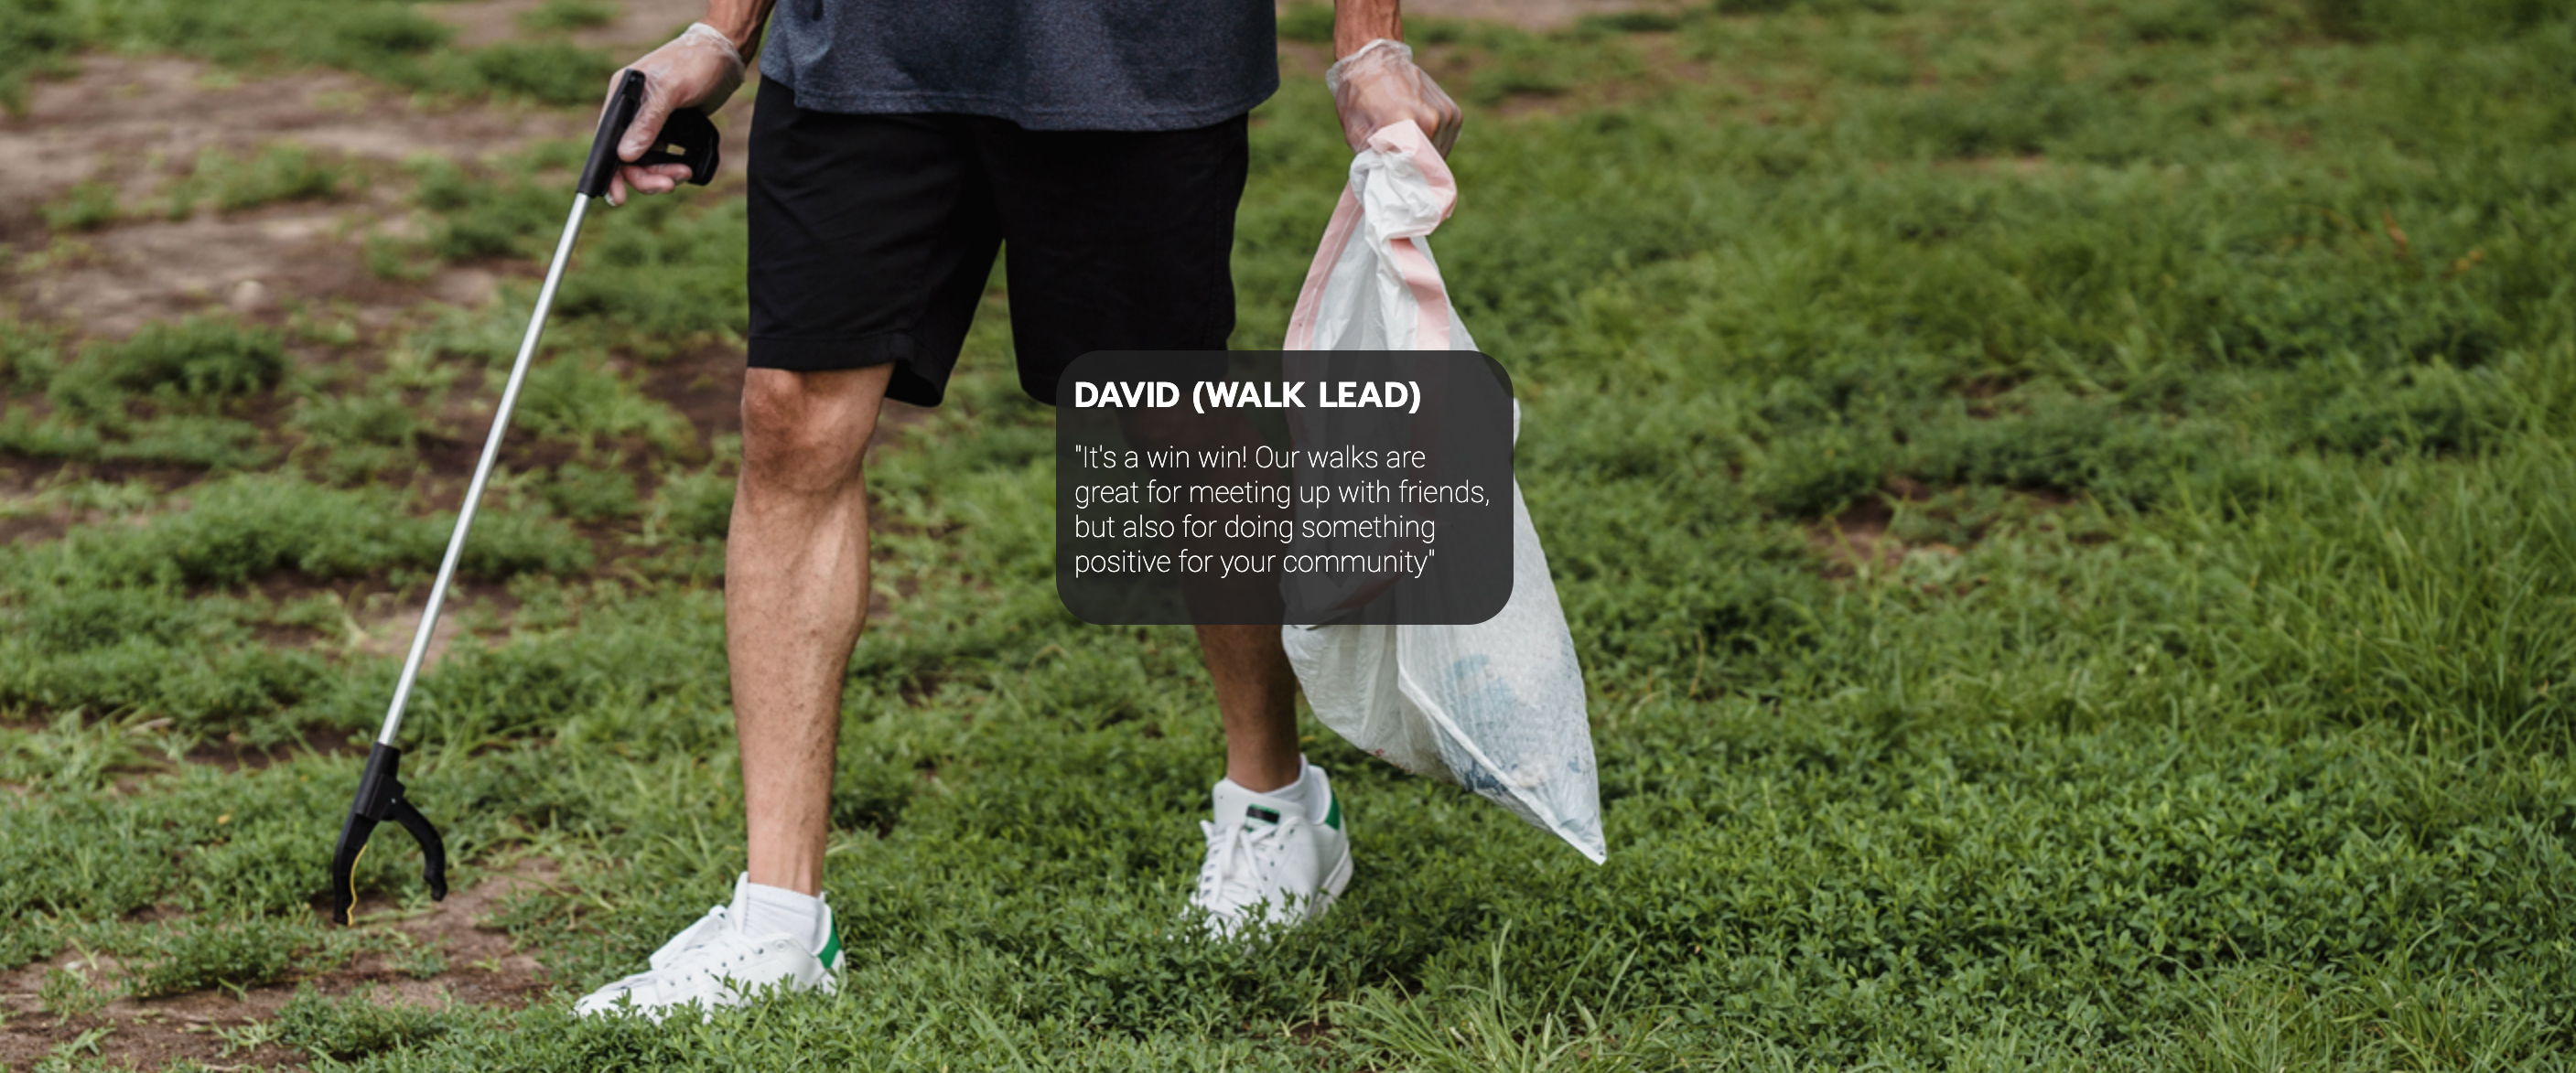 DAVID (WALK LEAD)
"It's a win win! Our walks are
great for meeting up with friends,
but also for doing something
positive for your community"